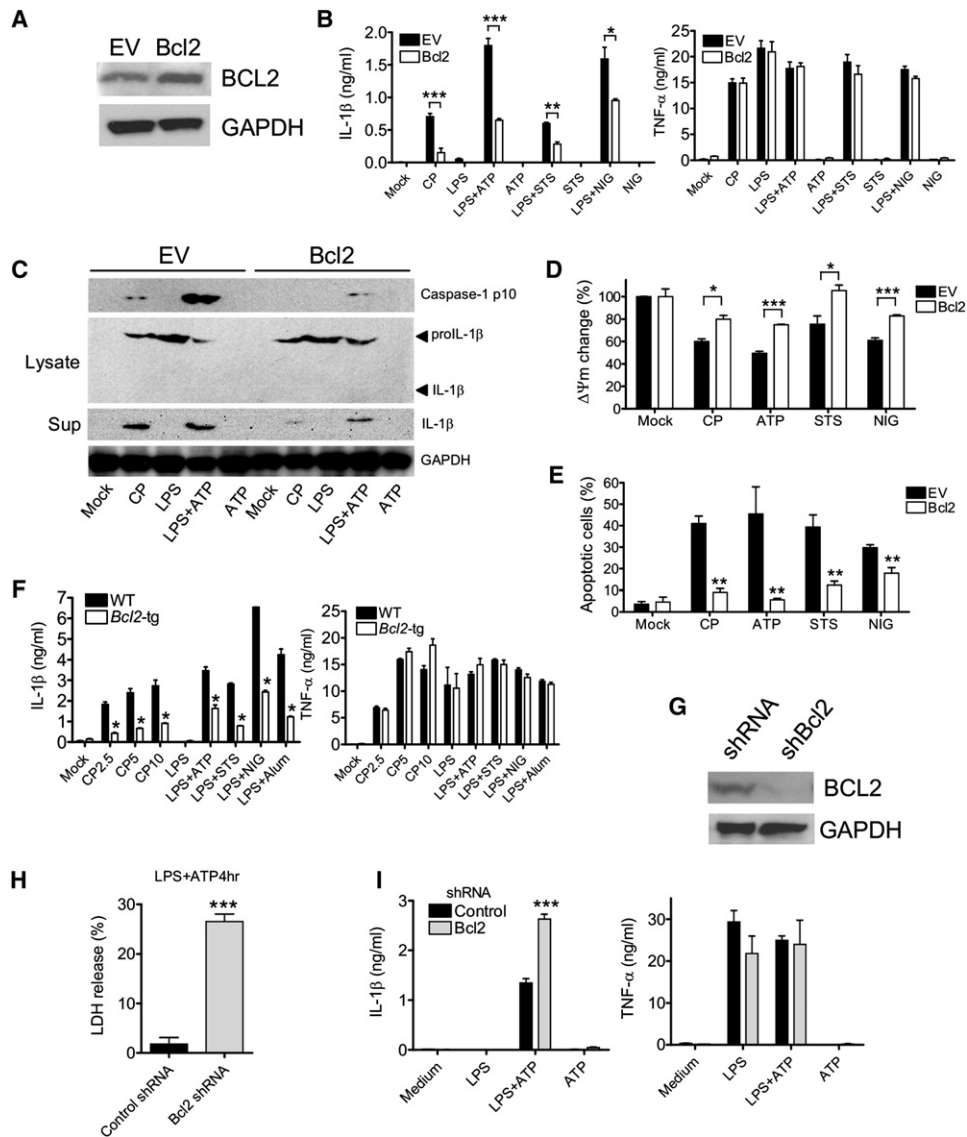 A
EV Bcl2
BCL2
GAPDH
B
IL-1β (ng/ml)
2.0
1.5
1.0
0.5
0.0
EV
Bcl2
***
***
**
*
Mock
CP
LPS
LPS+ATP
ATP
LPS+STS
STS
LPS+NIG
NIG
TNF-α (ng/ml)
25
20
15
10
5
0
EV
Bcl2
Mock
CP
LPS
LPS+ATP
ATP
LPS+STS
STS
LPS+NIG
NIG
C
EV Bcl2
Caspase-1 p10
Lysate
proIL-1β
IL-1β
Sup
IL-1β
GAPDH
Mock
CP
LPS
LPS+ATP
ATP
Mock
CP
LPS
LPS+ATP
ATP
D
ΔΨm change (%)
100
80
60
40
20
0
*
***
*
***
EV
Bcl2
Mock CP ATP STS NIG
E
Apoptotic cells (%)
60
50
40
30
20
10
0
**
**
**
**
EV
Bcl2
Mock CP ATP STS NIG
F
IL-1β (ng/ml)
7
6
5
4
3
2
1
0
WT
Bcl2-tg
*
*
*
*
*
*
*
Mock
CP2.5
CP5
CP10
LPS
LPS+ATP
LPS+STS
LPS+NIG
LPS+Alum
TNF-α (ng/ml)
25
20
15
10
5
0
WT
Bcl2-tg
Mock
CP2.5
CP5
CP10
LPS
LPS+ATP
LPS+STS
LPS+NIG
LPS+Alum
G
shRNA
shBcl2
BCL2
GAPDH
H
LPS+ATP4hr
LDH release (%)
30
20
10
0
***
Control shRNA
Bcl2 shRNA
I
IL-1β (ng/ml)
3
2
1
0
shRNA
Control
Bcl2
***
Medium
LPS
LPS+ATP
ATP
TNF-α (ng/ml)
30
20
10
0
Medium
LPS
LPS+ATP
ATP